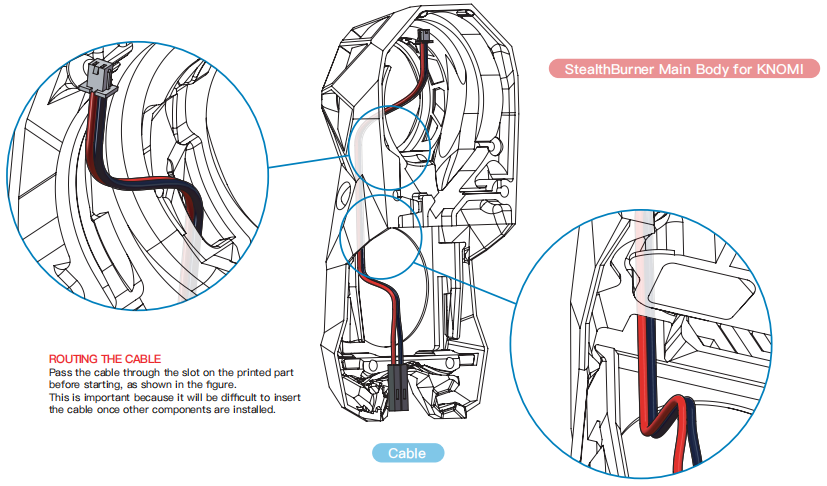 StealthBurner Main Body for KNOMI
ROUTING THE CABLE
Pass the cable through the slot on the printed part
before starting, as shown in the figure.
This is important because it will be difficult to insert
the cable once other components are installed.
Cable